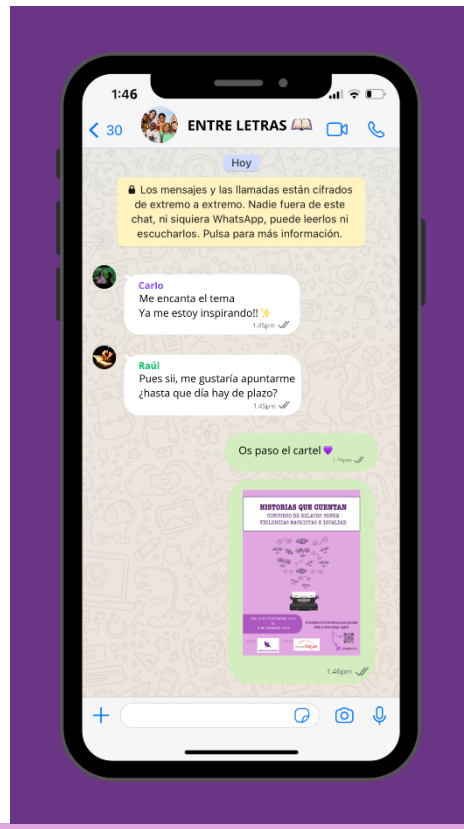 1:46
30
ENTRE LETRAS
Hoy
Los mensajes y las llamadas están cifrados
de extremo a extremo. Nadie fuera de este
chat, ni siquiera WhatsApp, puede leerlos ni
escucharlos. Pulsa para más información.
Carlo
Me encanta el tema
Ya me estoy inspirando!!
1.45pm
Raúl
Pues sii, me gustaría apuntarme
¿hasta que día hay de plazo?
1.45pm
Os paso el cartel
1.46pm
HISTORIAS QUE CUENTAN
CONCURSO DE RELATOS SOBRE
VIOLENCIAS MACHISTAS E IGUALDAD
1.46pm